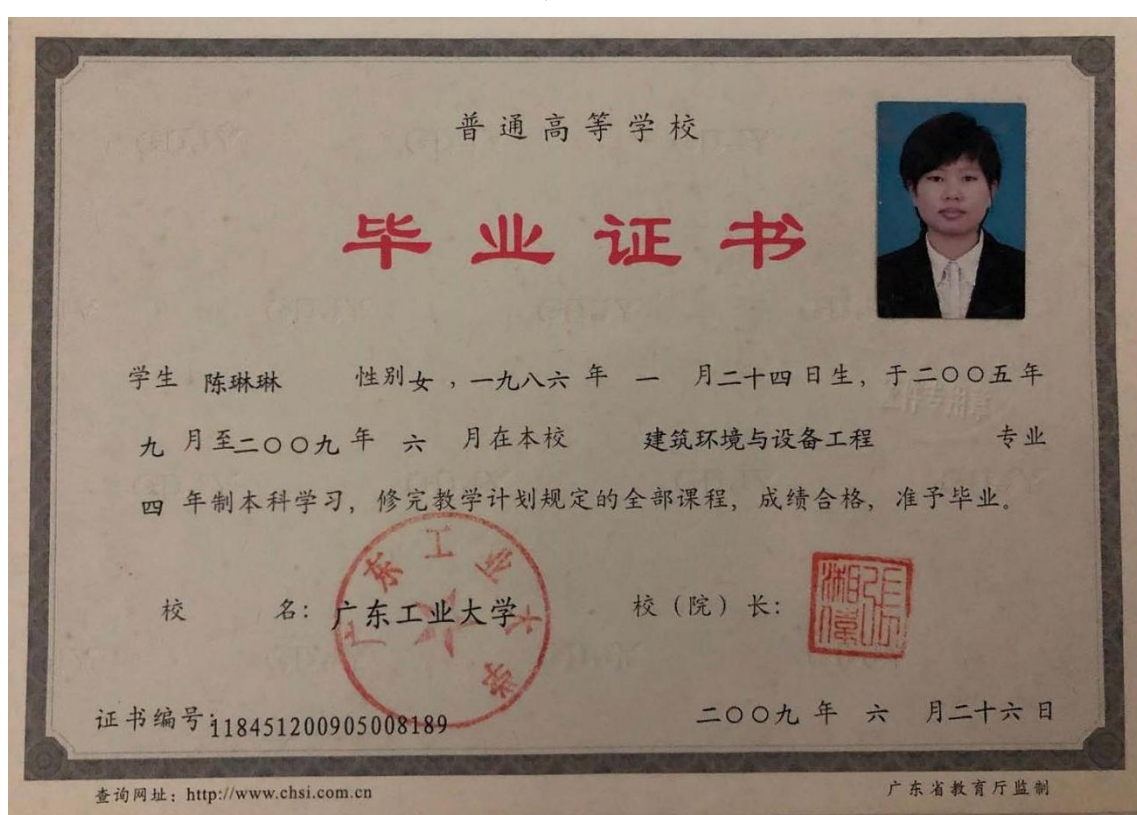 普通高等学校
毕业证书
学生 陈琳琳 性别女，一九八六年 一 月二十四日生，于二〇〇五年
九月至二〇〇九年 六 月在本校 建筑环境与设备工程 专业
四 年制本科学习，修完教学计划规定的全部课程，成绩合格，准予毕业。
广东工业大学
校 名：广东工业大学 校（院）长：
证书编号：118451200905008189 二〇〇九年 六 月二十六日
查询网址：http://www.chsi.com.cn 广东省教育厅监制